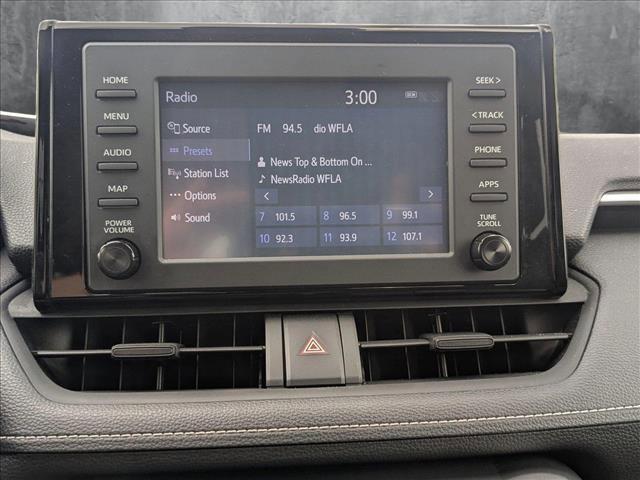 HOME
MENU
AUDIO
MAP
POWER
VOLUME
Radio 3:00
Source
Presets
Station List
Options
Sound
FM 94.5 dio WFLA
News Top & Bottom On ...
NewsRadio WFLA
< >
7 101.5 8 96.5 9 99.1
10 92.3 11 93.9 12 107.1
SEEK >
< TRACK
PHONE
APPS
TUNE
SCROLL